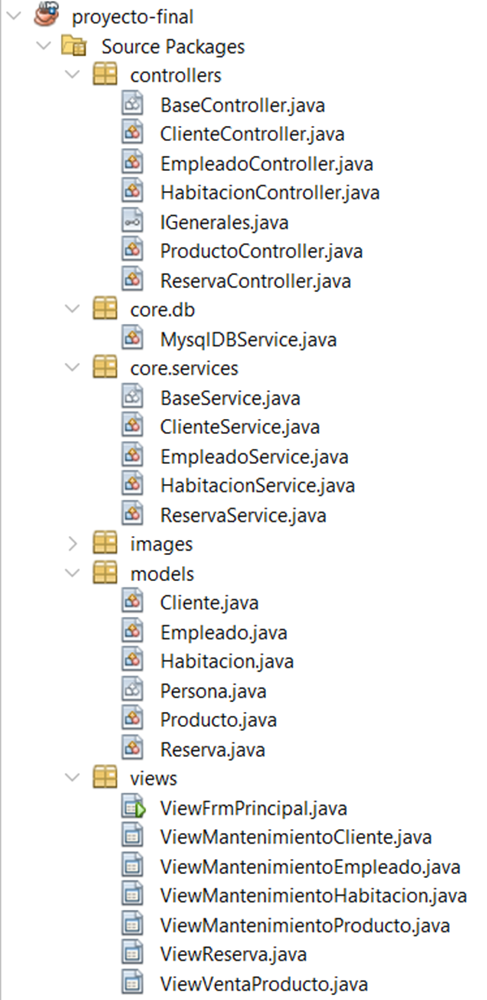 proyecto-final
Source Packages
controllers
BaseController.java
ClienteController.java
EmpleadoController.java
HabitacionController.java
IGenerales.java
ProductoController.java
ReservaController.java
core.db
MysqlDBService.java
core.services
BaseService.java
ClienteService.java
EmpleadoService.java
HabitacionService.java
ReservaService.java
images
models
Cliente.java
Empleado.java
Habitacion.java
Persona.java
Producto.java
Reserva.java
views
ViewFrmPrincipal.java
ViewMantenimientoCliente.java
ViewMantenimientoEmpleado.java
ViewMantenimientoHabitacion.java
ViewMantenimientoProducto.java
ViewReserva.java
ViewVentaProducto.java